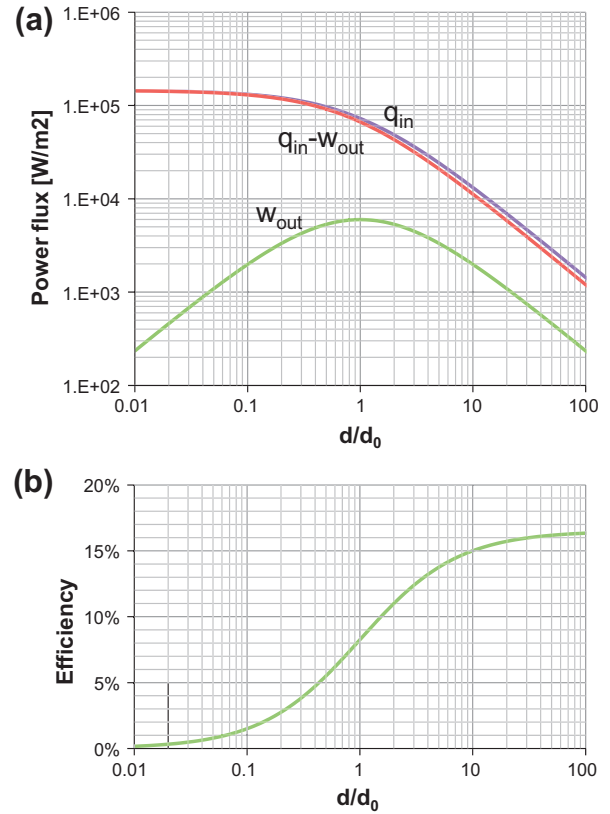 (a)
Power flux [W/m2]
1.E+06
1.E+05
1.E+04
1.E+03
1.E+02
q_in
q_in-w_out
w_out
0.01 0.1 1 10 100
d/d_0
(b)
Efficiency
20%
15%
10%
5%
0%
0.01 0.1 1 10 100
d/d_0